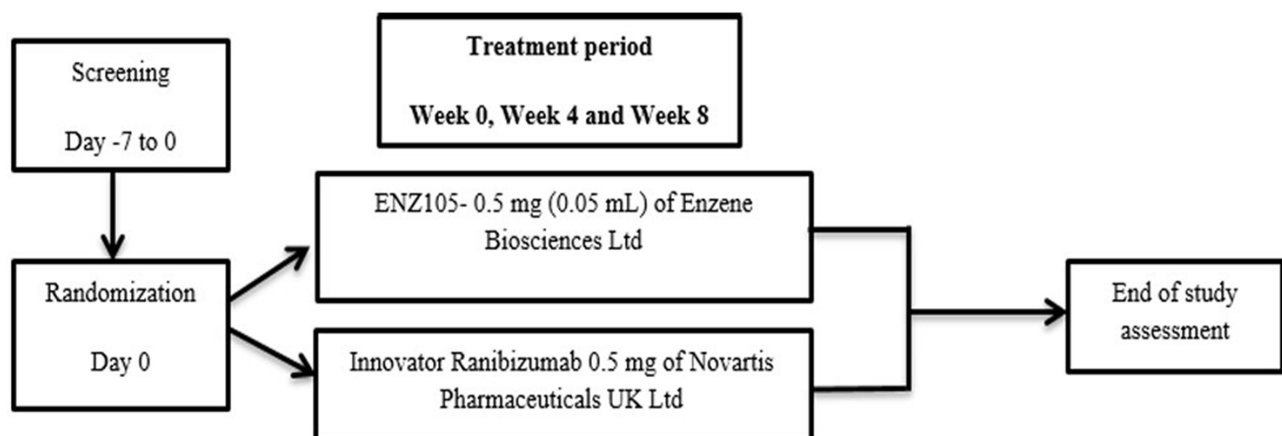 Screening
Day -7 to 0
Treatment period
Week 0, Week 4 and Week 8
Randomization
Day 0
ENZ105- 0.5 mg (0.05 mL) of Enzene
Biosciences Ltd
Innovator Ranibizumab 0.5 mg of Novartis
Pharmaceuticals UK Ltd
End of study
assessment